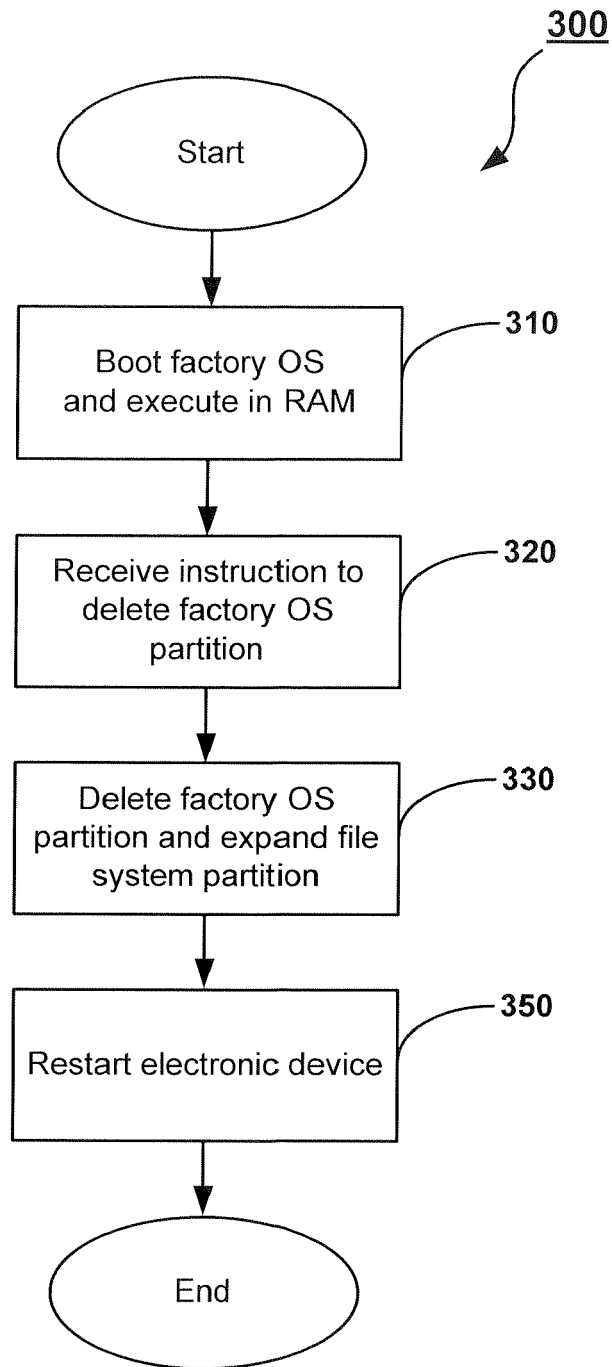 300
Start
310
Boot factory OS
and execute in RAM
320
Receive instruction to
delete factory OS
partition
330
Delete factory OS
partition and expand file
system partition
350
Restart electronic device
End